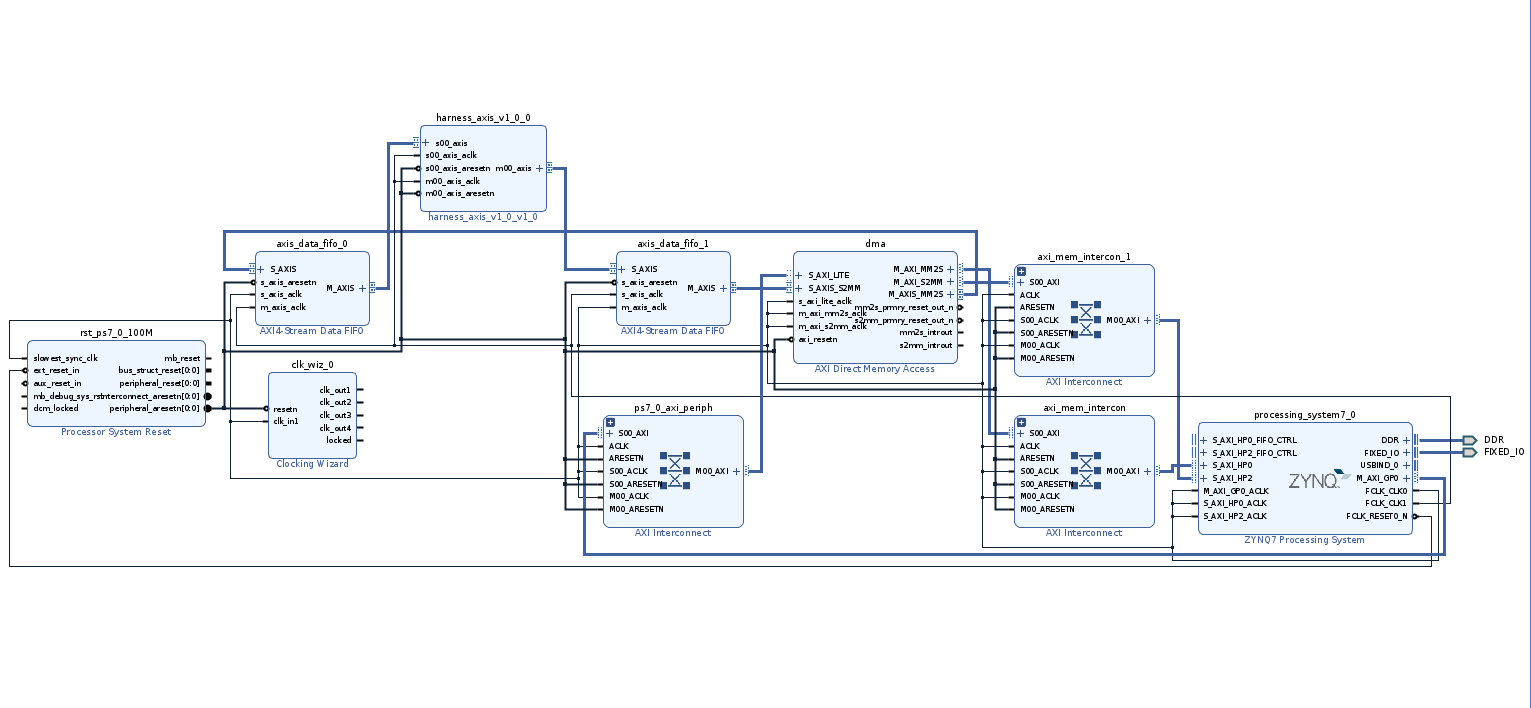 harness_axis_v1_0_0
s00_axis
s00_axis_aclk
s00_axis_aresetn
m00_axis_aclk
m00_axis_aresetn
m00_axis
harness_axis_v1_0_v1_0
axis_data_fifo_0
S_AXIS
s_axis_aresetn
s_axis_aclk
m_axis_aclk
M_AXIS
AXI4-Stream Data FIFO
axis_data_fifo_1
S_AXIS
s_axis_aresetn
s_axis_aclk
m_axis_aclk
M_AXIS
AXI4-Stream Data FIFO
dma
S_AXI_LITE
S_AXIS_S2MM
s_axi_lite_aclk
m_axi_mm2s_aclk
m_axi_s2mm_aclk
axi_resetn
M_AXI_MM2S
M_AXI_S2MM
M_AXIS_MM2S
mm2s_prmry_reset_out_n
s2mm_prmry_reset_out_n
mm2s_introut
s2mm_introut
AXI Direct Memory Access
axi_mem_intercon_1
S00_AXI
ACLK
ARESETN
S00_ACLK
S00_ARESETN
M00_ACLK
M00_ARESETN
M00_AXI
AXI Interconnect
rst_ps7_0_100M
slowest_sync_clk
ext_reset_in
aux_reset_in
mb_debug_sys_rst
dcm_locked
mb_reset
bus_struct_reset[0:0]
peripheral_reset[0:0]
interconnect_aresetn[0:0]
peripheral_aresetn[0:0]
Processor System Reset
clk_wiz_0
resetn
clk_in1
clk_out1
clk_out2
clk_out3
clk_out4
locked
Clocking Wizard
ps7_0_axi_periph
S00_AXI
ACLK
ARESETN
S00_ACLK
S00_ARESETN
M00_ACLK
M00_ARESETN
M00_AXI
AXI Interconnect
axi_mem_intercon
S00_AXI
ACLK
ARESETN
S00_ACLK
S00_ARESETN
M00_ACLK
M00_ARESETN
M00_AXI
AXI Interconnect
processing_system7_0
S_AXI_HP0_FIFO_CTRL
S_AXI_HP2_FIFO_CTRL
S_AXI_HP0
S_AXI_HP2
M_AXI_GP0_ACLK
S_AXI_HP0_ACLK
S_AXI_HP2_ACLK
ZYNQ
DDR
FIXED_IO
USBIND_0
M_AXI_GP0
FCLK_CLK0
FCLK_CLK1
FCLK_RESET0_N
ZYNQ7 Processing System
DDR
FIXED_IO